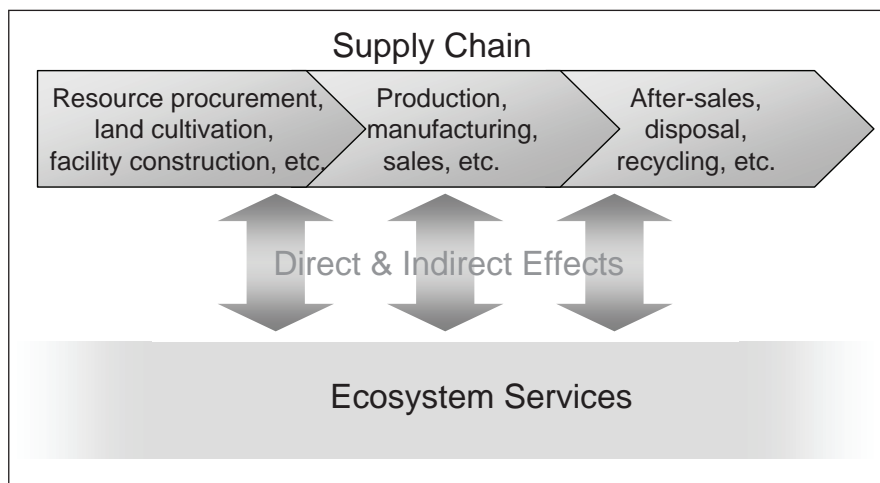 Supply Chain
Resource procurement,
land cultivation,
facility construction, etc.
Production,
manufacturing,
sales, etc.
After-sales,
disposal,
recycling, etc.
Direct & Indirect Effects
Ecosystem Services